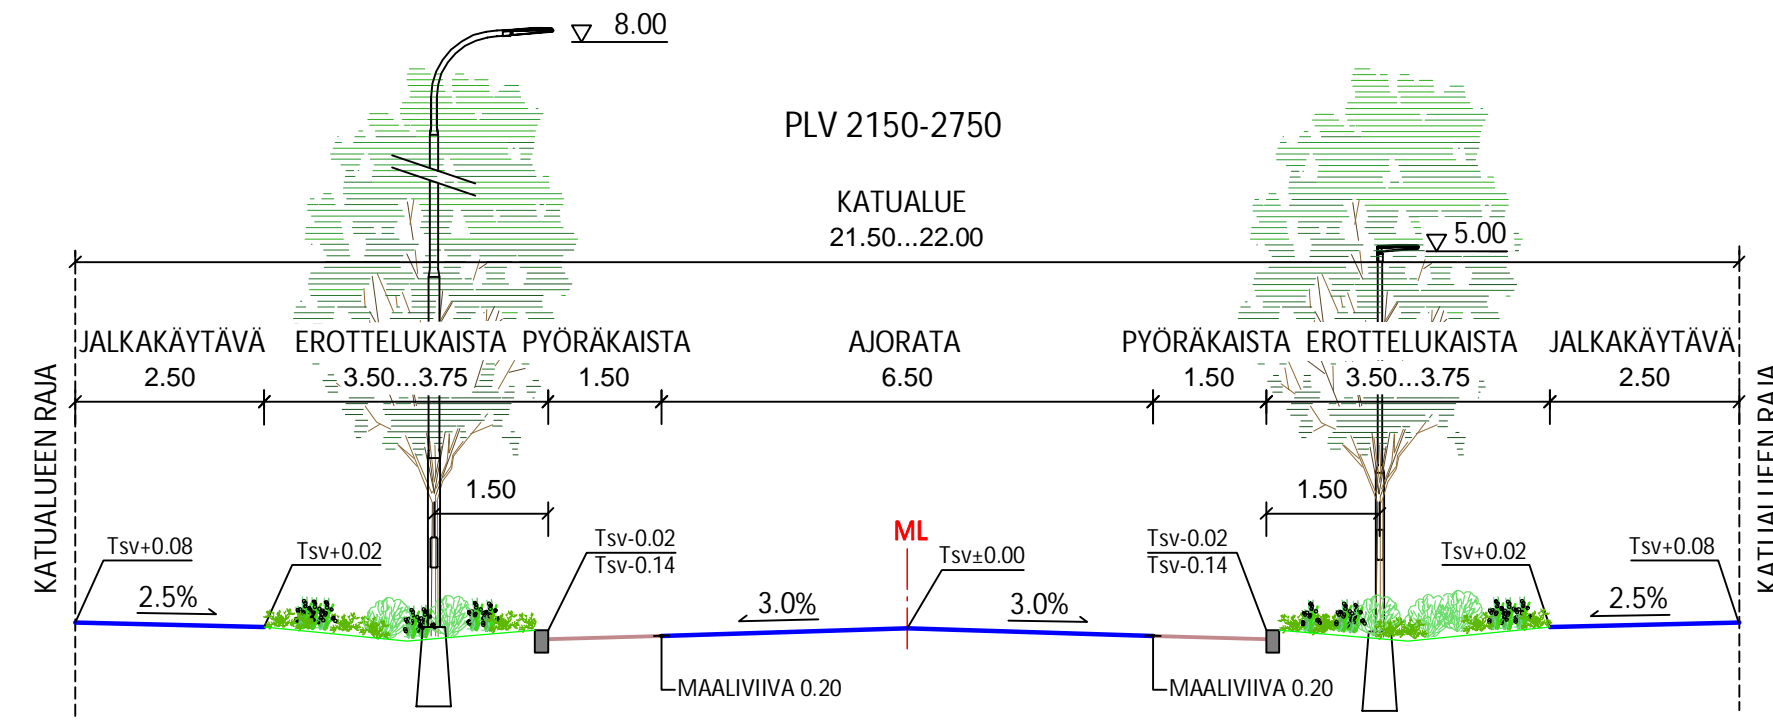 8.00
PLV 2150-2750
KATUALUE
21.50...22.00
5.00
JALKAKÄYTÄVÄ EROTTELUKAISTA PYÖRÄKAISTA AJORATA PYÖRÄKAISTA EROTTELUKAISTA JALKAKÄYTÄVÄ
2.50 3.50...3.75 1.50 6.50 1.50 3.50...3.75 2.50
KATUALUEEN RAJA
KATUALUEEN RAJA
1.50 1.50
ML
Tsv+0.08 Tsv+0.02 Tsv-0.02 Tsv±0.00 Tsv-0.02 Tsv+0.02 Tsv+0.08
Tsv-0.14 Tsv-0.14
2.5% 3.0% 3.0% 2.5%
MAALIVIIVA 0.20 MAALIVIIVA 0.20